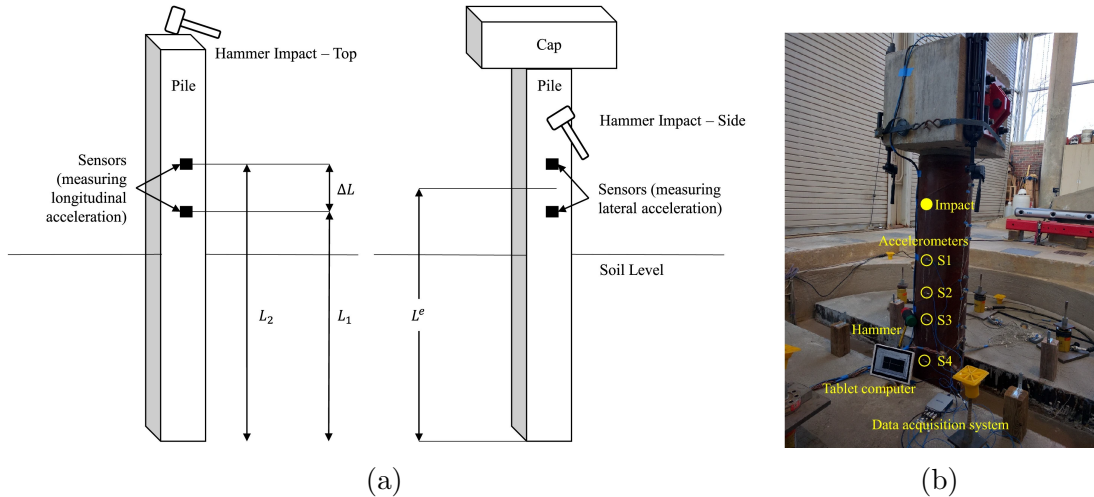 Hammer Impact – Top
Pile
Sensors
(measuring
longitudinal
acceleration)
ΔL
L₂
L₁
Cap
Pile
Hammer Impact – Side
Sensors (measuring
lateral acceleration)
Soil Level
Lᵉ
(a)
Impact
Accelerometers
S1
S2
S3
Hammer
S4
Tablet computer
Data acquisition system
(b)